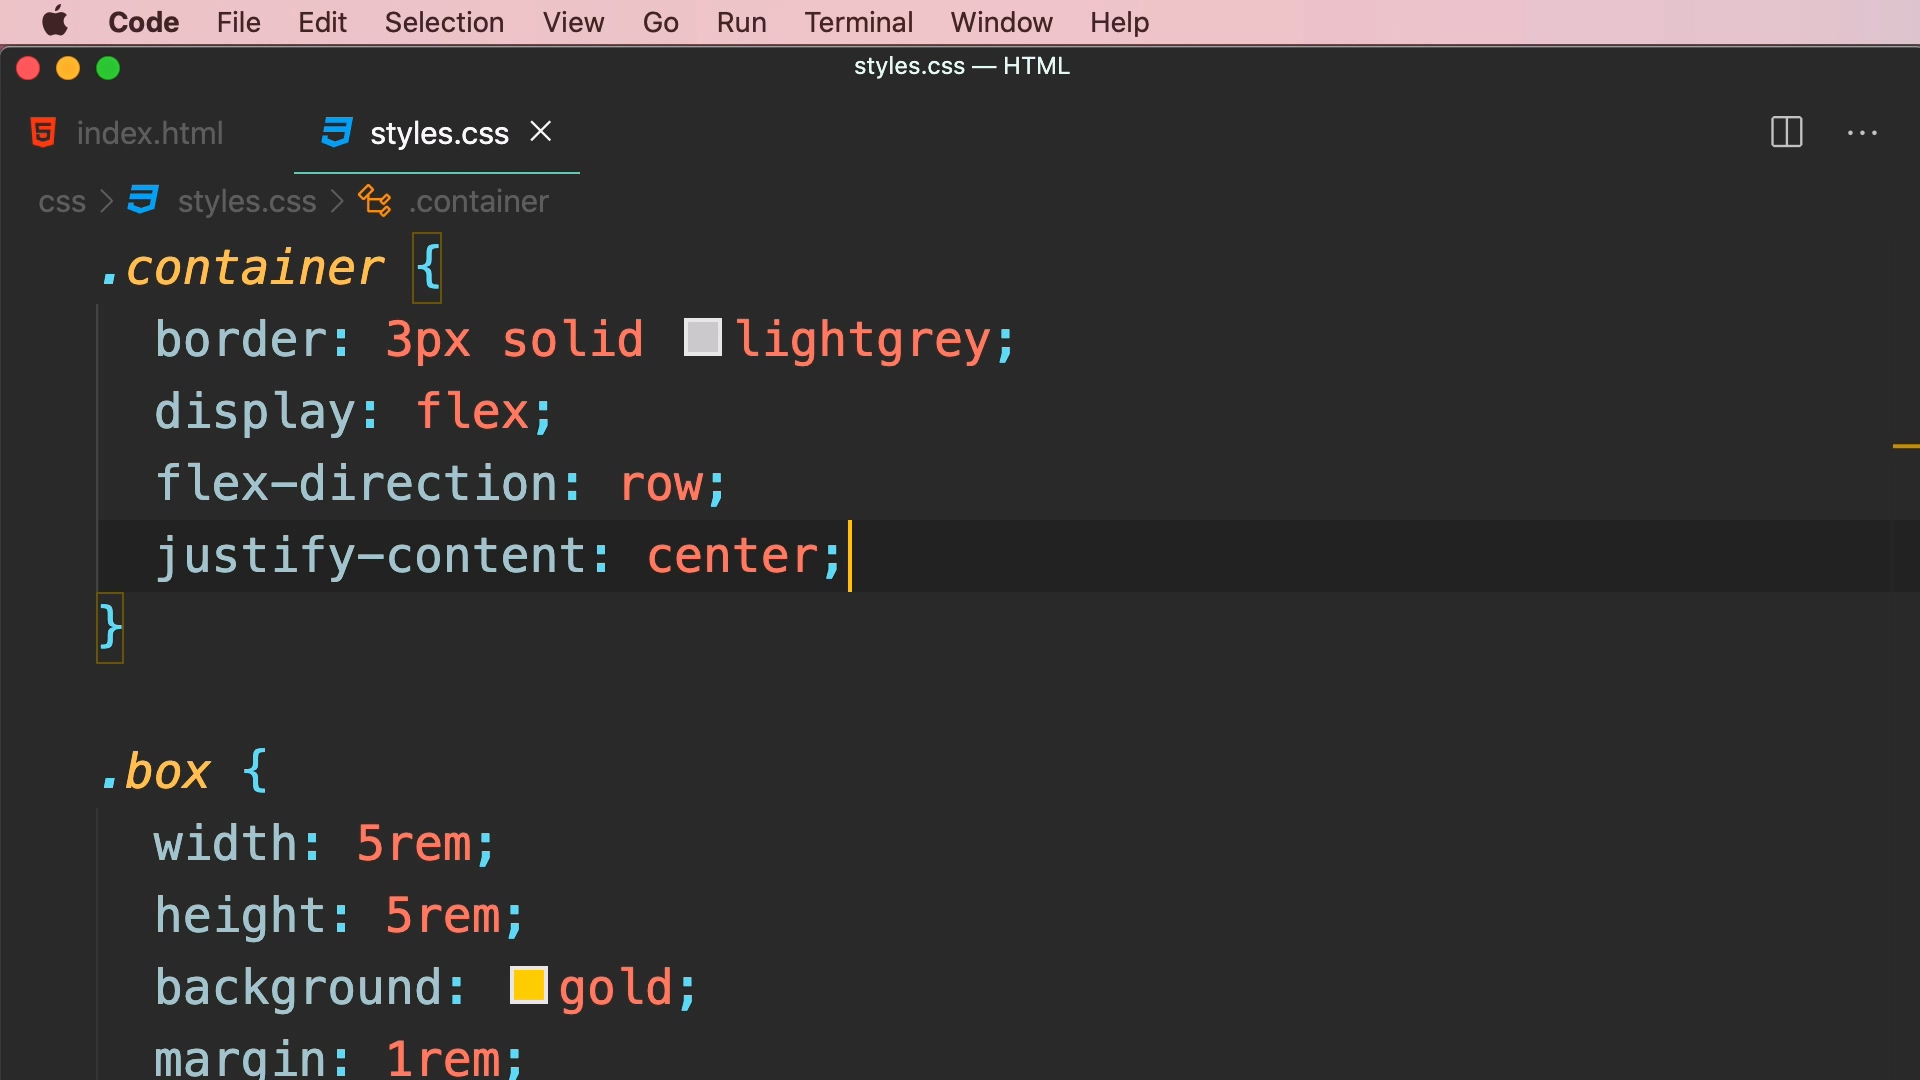 Code File Edit Selection View Go Run Terminal Window Help
styles.css — HTML
index.html styles.css
css > styles.css > .container
.container {
border: 3px solid lightgrey;
display: flex;
flex-direction: row;
justify-content: center;
}
.box {
width: 5rem;
height: 5rem;
background: gold;
margin: 1rem;